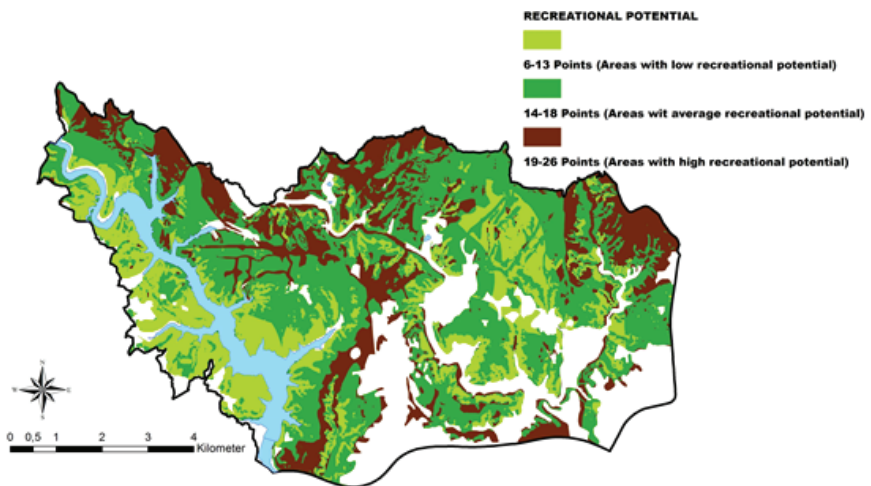 RECREATIONAL POTENTIAL
6-13 Points (Areas with low recreational potential)
14-18 Points (Areas wit average recreational potential)
19-26 Points (Areas with high recreational potential)
N
W E
S
0 0,5 1 2 3 4
Kilometer